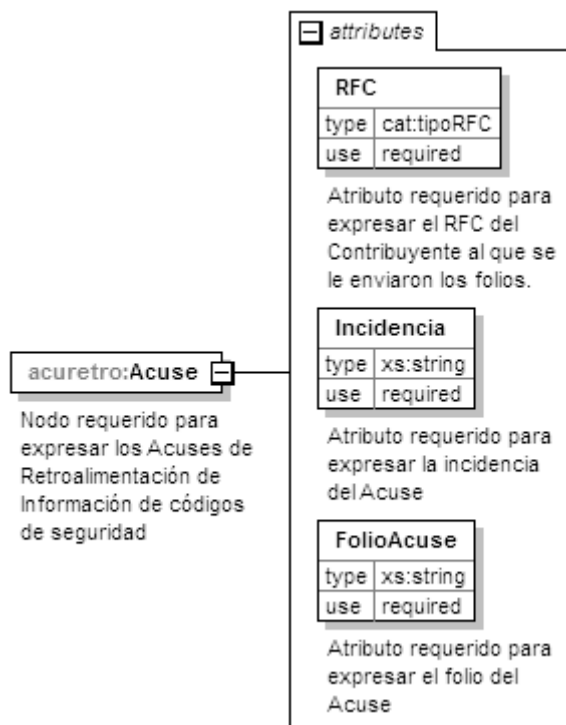 attributes
RFC
type cat:tipoRFC
use required
Atributo requerido para
expresar el RFC del
Contribuyente al que se
le enviaron los folios.
Incidencia
type xs:string
use required
Atributo requerido para
expresar la incidencia
del Acuse
acuretro:Acuse
Nodo requerido para
expresar los Acuses de
Retroalimentación de
Información de códigos
de seguridad
FolioAcuse
type xs:string
use required
Atributo requerido para
expresar el folio del
Acuse